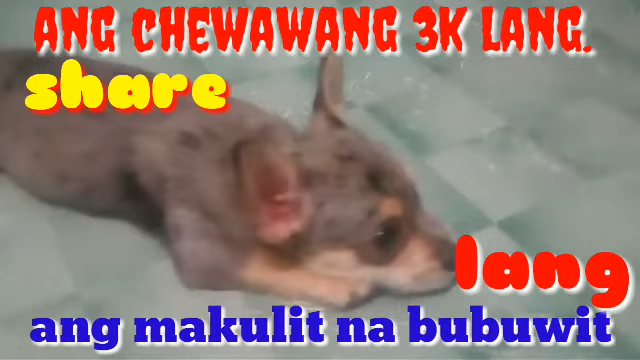 ANG CHEWAWANG 3K LANG.
share
lang
ang makulit na bubuwit